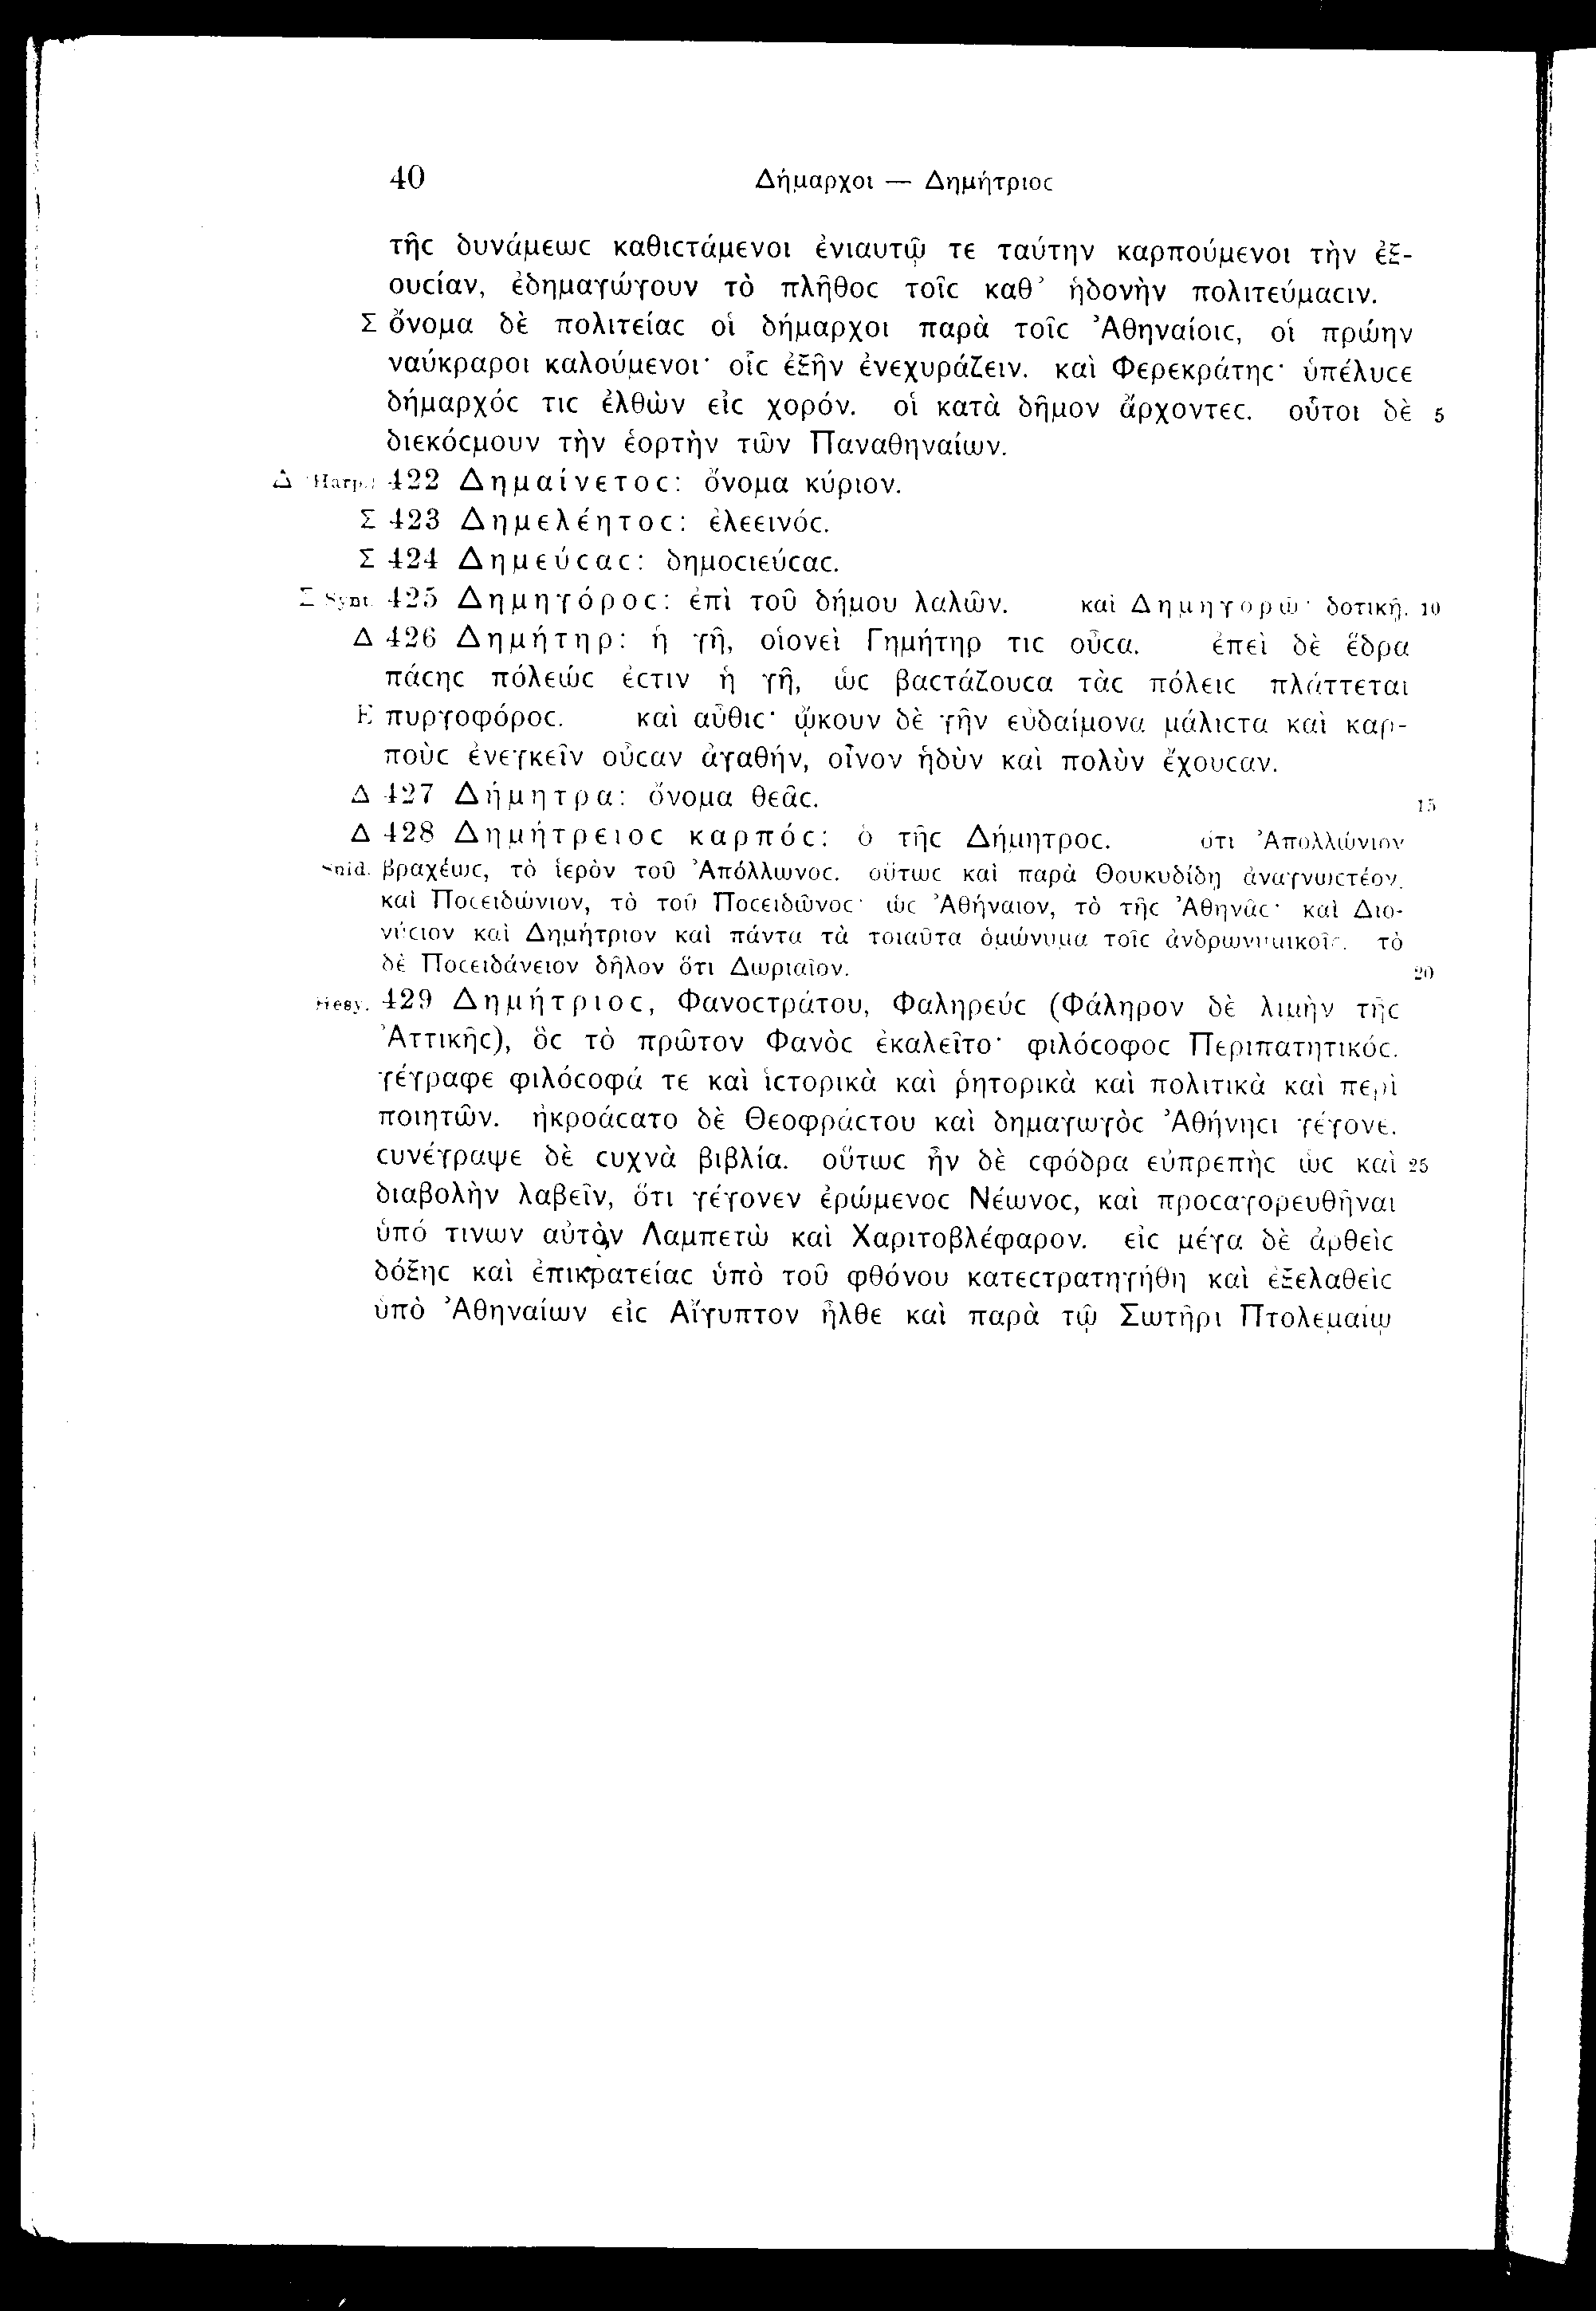 40 Δήμαρχοι — Δημήτριοϲ
τῆϲ δυνάμεωϲ καθιϲτάμενοι ἐνιαυτῷ τε ταύτην καρπούμενοι τὴν ἐξ-
ουϲίαν, ἐδημαγώγουν τὸ πλῆθοϲ τοῖϲ καθ’ ἡδονὴν πολιτεύμαϲιν.
Σ ὄνομα δὲ πολιτείαϲ οἱ δήμαρχοι παρὰ τοῖϲ Ἀθηναίοιϲ, οἱ πρώην
ναύκραροι καλούμενοι· οἷϲ ἐξῆν ἐνεχυράζειν. καὶ Φερεκράτηϲ· ὑπέλυϲε
δήμαρχόϲ τιϲ ἐλθὼν εἰϲ χορόν. οἱ κατὰ δῆμον ἄρχοντεϲ. οὗτοι δὲ 5
διεκόϲμουν τὴν ἑορτὴν τῶν Παναθηναίων.
Δ (Harp.) 422 Δημαίνετοϲ: ὄνομα κύριον.
Σ 423 Δημελέητοϲ: ἐλεεινόϲ.
Σ 424 Δημεύϲαϲ: δημοϲιεύϲαϲ.
Σ Synt. 425 Δημηγόροϲ: ἐπὶ τοῦ δήμου λαλῶν. καὶ Δημηγορῶ· δοτικῇ. 10
Δ 426 Δημήτηρ: ἡ γῆ, οἱονεὶ Γημήτηρ τιϲ οὖϲα. ἐπεὶ δὲ ἕδρα
πάϲηϲ πόλεώϲ ἐϲτιν ἡ γῆ, ὡϲ βαϲτάζουϲα τὰϲ πόλειϲ πλάττεται
E πυργοφόροϲ. καὶ αὖθιϲ· ᾤκουν δὲ γῆν εὐδαίμονα μάλιϲτα καὶ καρ-
ποὺϲ ἐνεγκεῖν οὖϲαν ἀγαθήν, οἶνον ἡδὺν καὶ πολὺν ἔχουϲαν.
Δ 427 Δήμητρα: ὄνομα θεᾶϲ. 15
Δ 428 Δημήτρειοϲ καρπόϲ: ὁ τῆϲ Δήμητροϲ. ὅτι Ἀπολλώνιον
Suid. βραχέωϲ, τὸ ἱερὸν τοῦ Ἀπόλλωνοϲ. οὕτωϲ καὶ παρὰ Θουκυδίδῃ ἀναγνωϲτέον.
καὶ Ποϲειδώνιον, τὸ τοῦ Ποϲειδῶνοϲ· ὡϲ Ἀθήναιον, τὸ τῆϲ Ἀθηνᾶϲ· καὶ Διο-
νύϲιον καὶ Δημήτριον καὶ πάντα τὰ τοιαῦτα ὁμώνυμα τοῖϲ ἀνδρωνυμικοῖϲ. τὸ
δὲ Ποϲειδάνειον δῆλον ὅτι Δωριαῖον. 20
Hesy. 429 Δημήτριοϲ, Φανοϲτράτου, Φαληρεύϲ (Φάληρον δὲ λιμὴν τῆϲ
Ἀττικῆϲ), ὃϲ τὸ πρῶτον Φανὸϲ ἐκαλεῖτο· φιλόϲοφοϲ Περιπατητικόϲ.
γέγραφε φιλόϲοφά τε καὶ ἱϲτορικὰ καὶ ῥητορικὰ καὶ πολιτικὰ καὶ περὶ
ποιητῶν. ἠκροάϲατο δὲ Θεοφράϲτου καὶ δημαγωγὸϲ Ἀθήνηϲι γέγονε.
ϲυνέγραψε δὲ ϲυχνὰ βιβλία. οὕτωϲ ἦν δὲ ϲφόδρα εὐπρεπὴϲ ὡϲ καὶ 25
διαβολὴν λαβεῖν, ὅτι γέγονεν ἐρώμενοϲ Νέωνοϲ, καὶ προϲαγορευθῆναι
ὑπό τινων αὐτὸν Λαμπετὼ καὶ Χαριτοβλέφαρον. εἰϲ μέγα δὲ ἀρθεὶϲ
δόξηϲ καὶ ἐπικρατείαϲ ὑπὸ τοῦ φθόνου κατεϲτρατηγήθη καὶ ἐξελαθεὶϲ
ὑπὸ Ἀθηναίων εἰϲ Αἴγυπτον ἦλθε καὶ παρὰ τῷ Σωτῆρι Πτολεμαίῳ